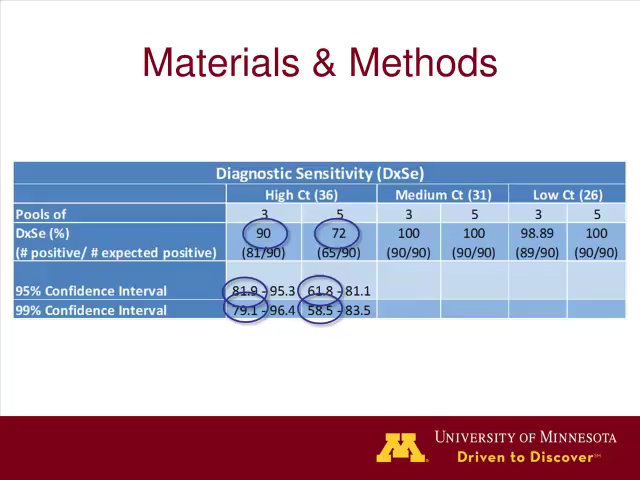 Materials & Methods
Diagnostic Sensitivity (DxSe)
High Ct (36) Medium Ct (31) Low Ct (26)
Pools of 3 5 3 5 3 5
DxSe (%) 90 72 100 100 98.89 100
(# positive/ # expected positive) (81/90) (65/90) (90/90) (90/90) (89/90) (90/90)
95% Confidence Interval 81.9 - 95.3 61.8 - 81.1
99% Confidence Interval 79.1 - 96.4 58.5 - 83.5
UNIVERSITY OF MINNESOTA
Driven to Discover℠